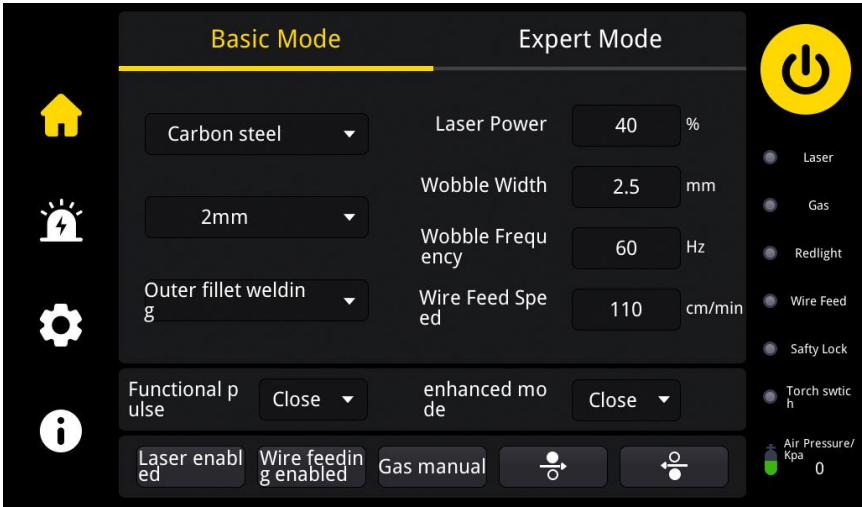 Basic Mode
Expert Mode
Carbon steel
Laser Power
40
%
2mm
Wobble Width
2.5
mm
Wobble Frequ
ency
60
Hz
Outer fillet weldin
g
Wire Feed Spe
ed
110
cm/min
Functional p
ulse
Close
enhanced mo
de
Close
Laser enabl
ed
Wire feedin
g enabled
Gas manual
Laser
Gas
Redlight
Wire Feed
Safty Lock
Torch swtic
h
Air Pressure/
Kpa
0